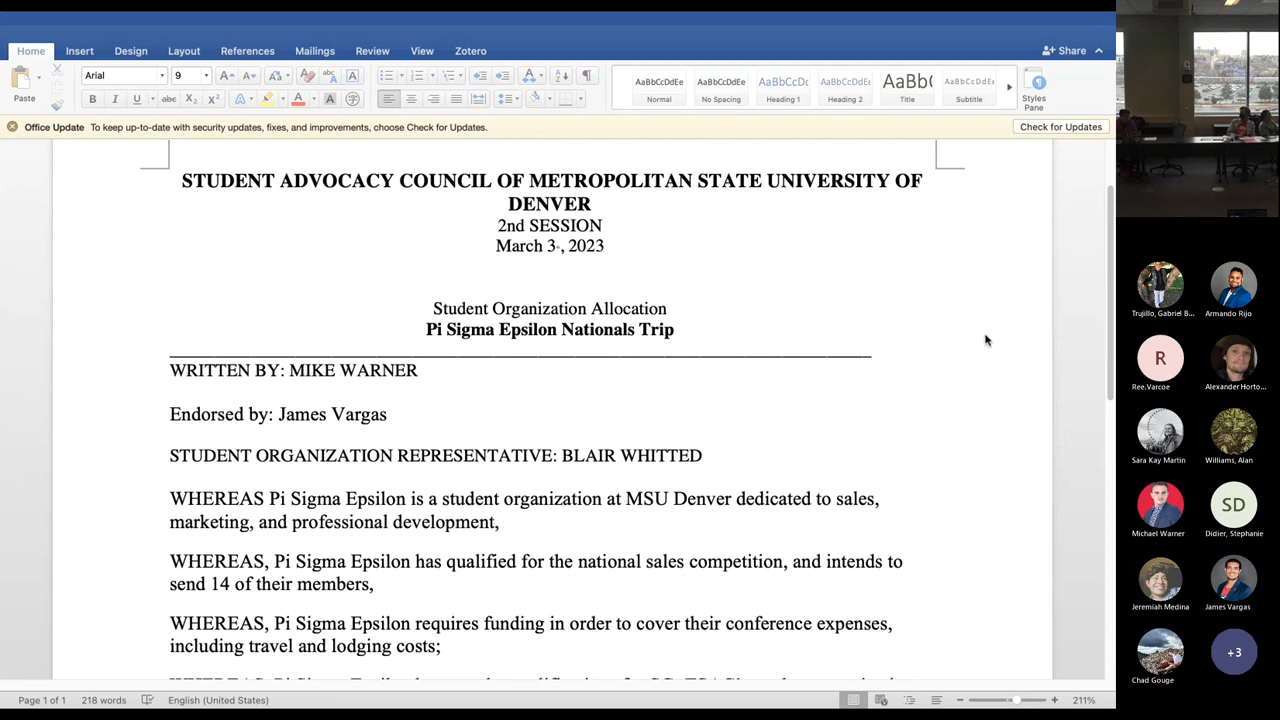 Home Insert Design Layout References Mailings Review View Zotero Share
Arial 9
Paste
AaBbCcDdEe AaBbCcDdEe AaBbCcDc AaBbCcDdEe AaBb( AaBbCcDdEe
Normal No Spacing Heading 1 Heading 2 Title Subtitle Styles Pane
Office Update To keep up-to-date with security updates, fixes, and improvements, choose Check for Updates. Check for Updates
STUDENT ADVOCACY COUNCIL OF METROPOLITAN STATE UNIVERSITY OF
DENVER
2nd SESSION
March 3 , 2023
Student Organization Allocation
Pi Sigma Epsilon Nationals Trip
WRITTEN BY: MIKE WARNER
Endorsed by: James Vargas
STUDENT ORGANIZATION REPRESENTATIVE: BLAIR WHITTED
WHEREAS Pi Sigma Epsilon is a student organization at MSU Denver dedicated to sales,
marketing, and professional development,
WHEREAS, Pi Sigma Epsilon has qualified for the national sales competition, and intends to
send 14 of their members,
WHEREAS, Pi Sigma Epsilon requires funding in order to cover their conference expenses,
including travel and lodging costs;
Page 1 of 1 218 words English (United States) 211%
Trujillo, Gabriel B... Armando Rijo
R
Ree.Varcoe Alexander Horto...
Sara Kay Martin Williams, Alan
SD
Michael Warner Didier, Stephanie
Jeremiah Medina James Vargas
+3
Chad Gouge